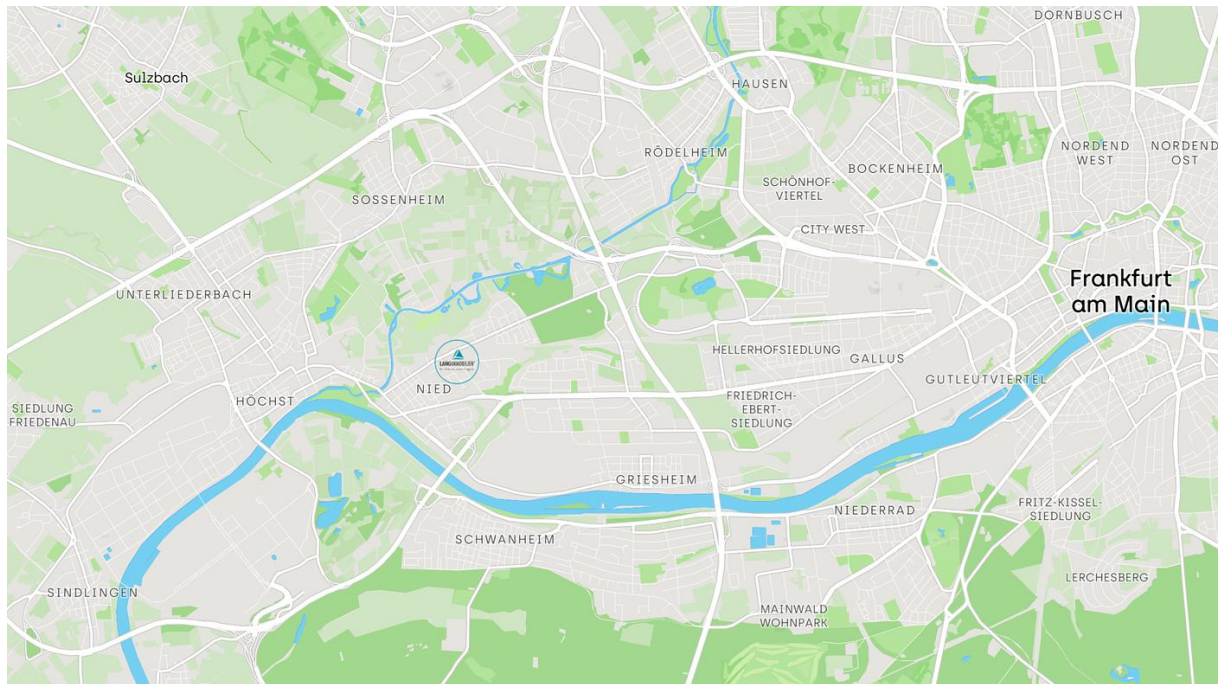 DORNBUSCH
Sulzbach
HAUSEN
RÖDELHEIM
NORDEND
WEST
NORDEND
OST
BOCKENHEIM
SCHÖNHOF-
VIERTEL
SOSSENHEIM
CITY WEST
Frankfurt
am Main
UNTERLIEDERBACH
HELLERHOFSIEDLUNG
GALLUS
GUTLEUTVIERTEL
NIED
HÖCHST
SIEDLUNG
FRIEDENAU
FRIEDRICH-
EBERT-
SIEDLUNG
GRIESHEIM
FRITZ-KISSEL-
SIEDLUNG
NIEDERRAD
SCHWANHEIM
LERCHESBERG
SINDLINGEN
MAINWALD
WOHNPARK